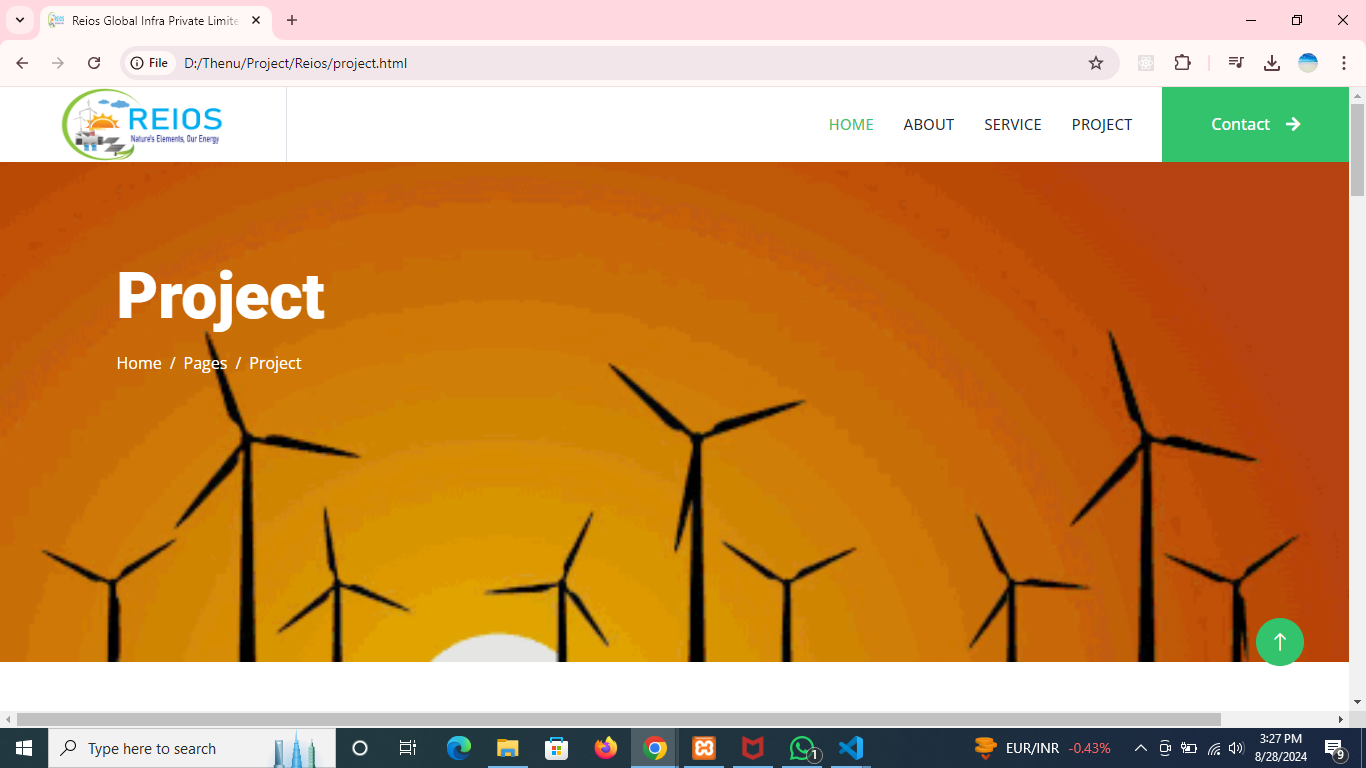 Reios Global Infra Private Limite
File
D:/Thenu/Project/Reios/project.html
REIOS
Nature's Elements, Our Energy
HOME
ABOUT
SERVICE
PROJECT
Contact
Project
Home / Pages / Project
Type here to search
1
EUR/INR -0.43%
3:27 PM
8/28/2024
9